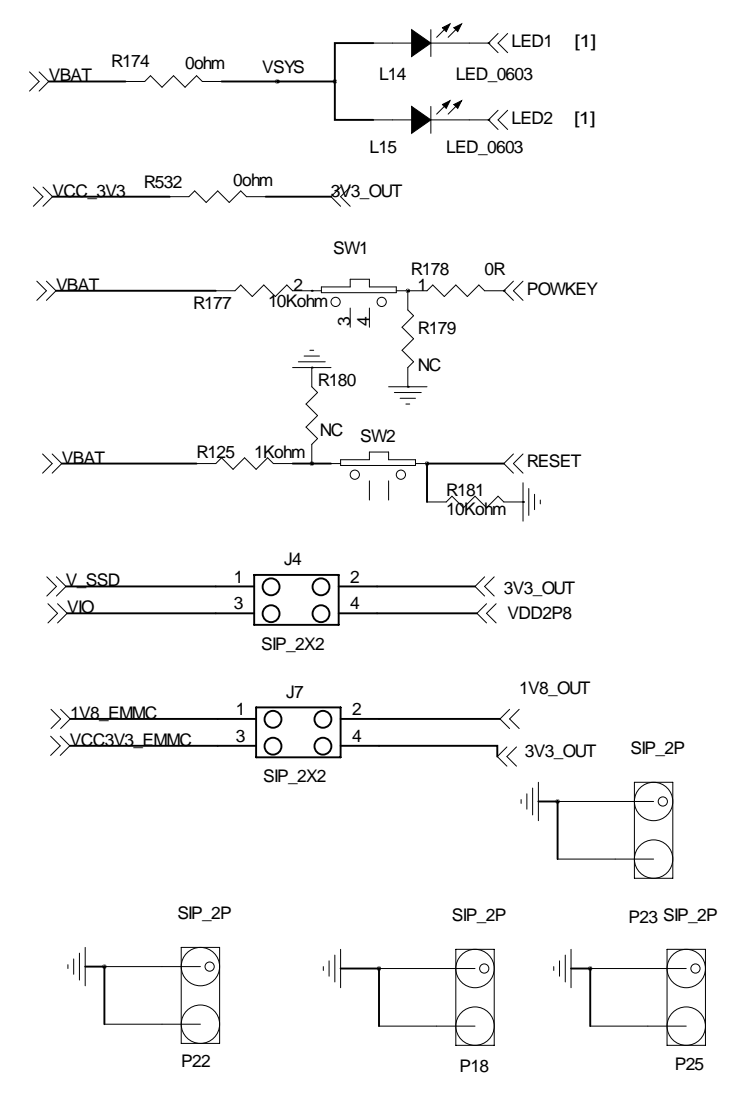 LED1 [1]
R174 0ohm VSYS
VBAT
L14 LED_0603
LED2 [1]
L15 LED_0603
VCC_3V3 R532 0ohm 3V3_OUT
SW1
R178 0R
VBAT 2 1 POWKEY
R177 10Kohm
3 4
R179
NC
R180
NC
SW2
VBAT R125 1Kohm RESET
R181
10Kohm
J4
V_SSD 1 2 3V3_OUT
VIO 3 4 VDD2P8
SIP_2X2
J7 1V8_OUT
1V8_EMMC 1 2
VCC3V3_EMMC 3 4 3V3_OUT
SIP_2X2
SIP_2P
SIP_2P SIP_2P P23 SIP_2P
P22 P18 P25